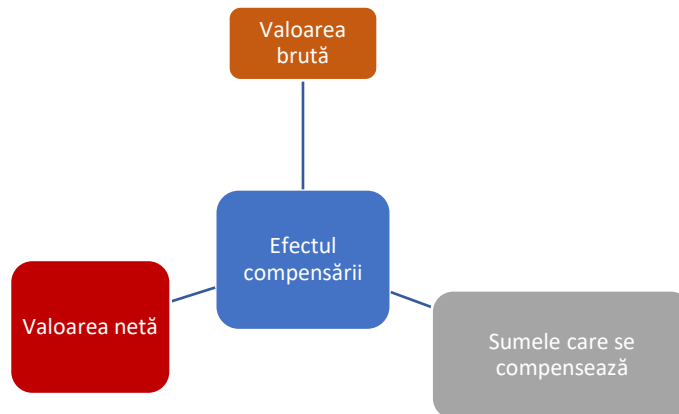 Valoarea
brută
Efectul
compensării
Valoarea netă
Sumele care se
compensează